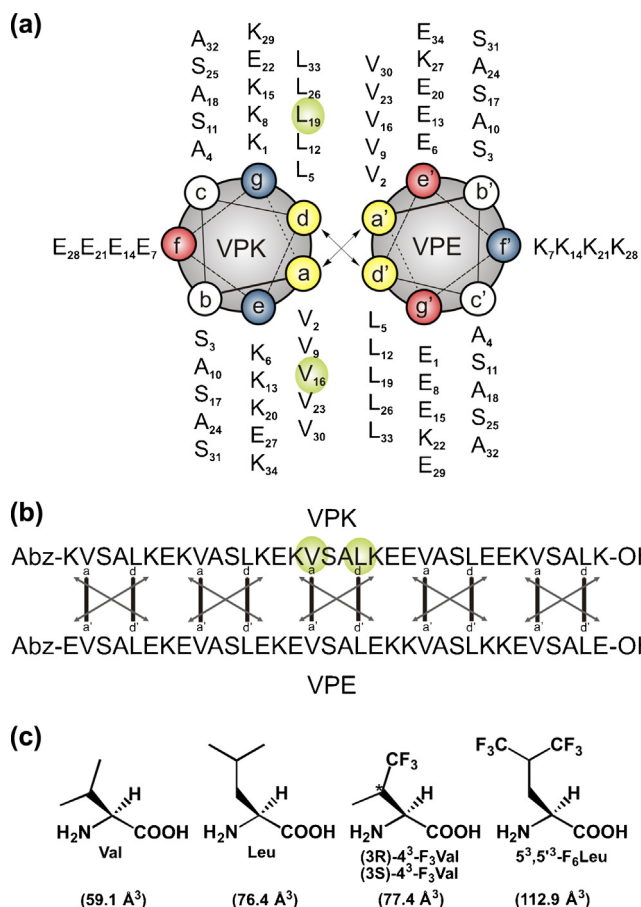 (a)
A32 K29 E34 S31
S25 E22 L33 V30 K27 A24
A18 K15 L26 V23 E20 S17
S11 K8 L19 V16 E13 A10
A4 K1 L12 V9 E6 S3
L5 V2
g e'
c d a' b'
E28E21E14E7 f VPK VPE f' K7K14K21K28
b a d' c'
e g'
S3 K6 V2 L5 E1 A4
A10 K13 V9 L12 E8 S11
S17 K20 V16 L19 E15 A18
A24 E27 V23 L26 K22 S25
S31 K34 V30 L33 E29 A32
(b)
VPK
Abz-KVSALKEKVASLKEKVSALKEEVASLEEKVSALK-OI
a d a d a d a d a d
a' d' a' d' a' d' a' d' a' d'
Abz-EVSALEKEVASLEKEVSALEKKVASLKKEVSALE-OI
VPE
(c)
CF3 F3C CF3
H H * H H
H2N COOH H2N COOH H2N COOH H2N COOH
Val Leu (3R)-4³-F3Val 5³,5'³-F6Leu
(3S)-4³-F3Val
(59.1 Å³) (76.4 Å³) (77.4 Å³) (112.9 Å³)